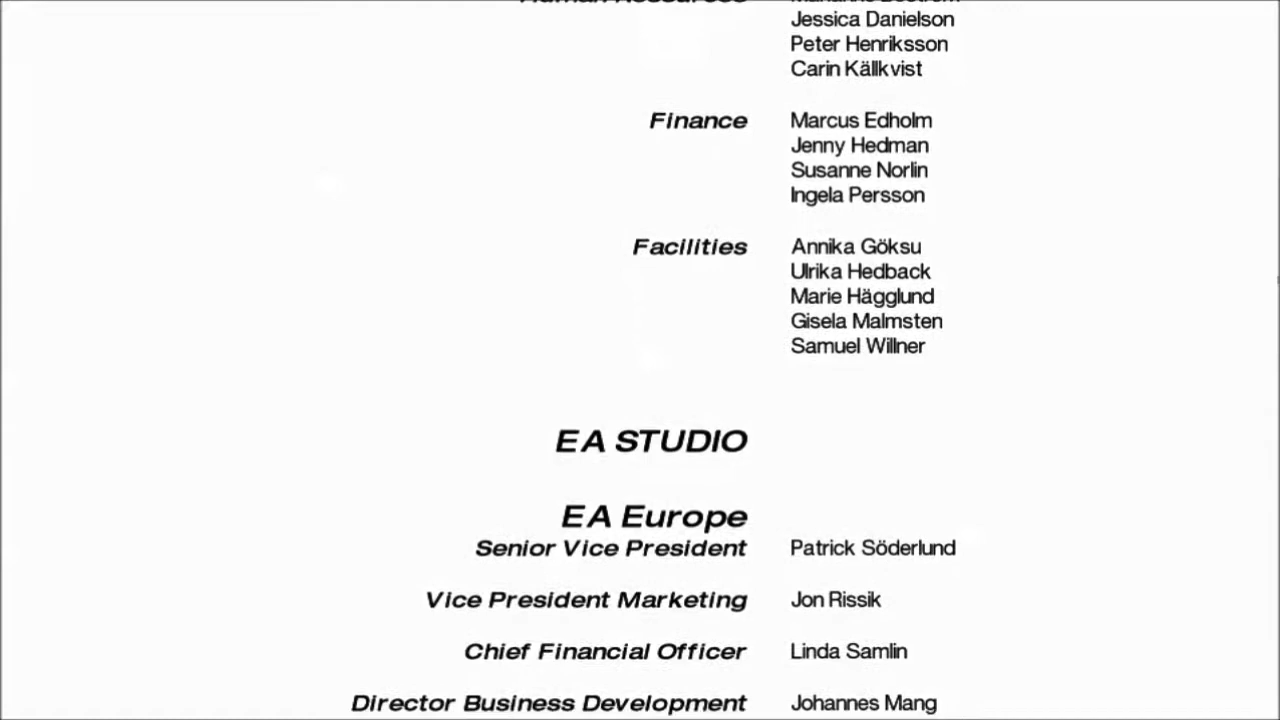 Human Resources
Jessica Danielson
Peter Henriksson
Carin Källkvist
Finance Marcus Edholm
Jenny Hedman
Susanne Norlin
Ingela Persson
Facilities Annika Göksu
Ulrika Hedback
Marie Hägglund
Gisela Malmsten
Samuel Willner
EA STUDIO
EA Europe
Senior Vice President Patrick Söderlund
Vice President Marketing Jon Rissik
Chief Financial Officer Linda Samlin
Director Business Development Johannes Mang